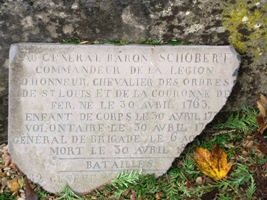 AU GENERAL BARON SCHOBERT
COMMANDEUR DE LA LEGION
D'HONNEUR, CHEVALIER DES ORDRES
DE ST LOUIS ET DE LA COURONNE DE
FER, NE LE 30 AVRIL 1763,
ENFANT DE CORPS LE 30 AVRIL
VOLONTAIRE LE 30 AVRIL
GENERAL DE BRIGADE, LE 6
MORT LE 30 AVRIL
BATAILLES